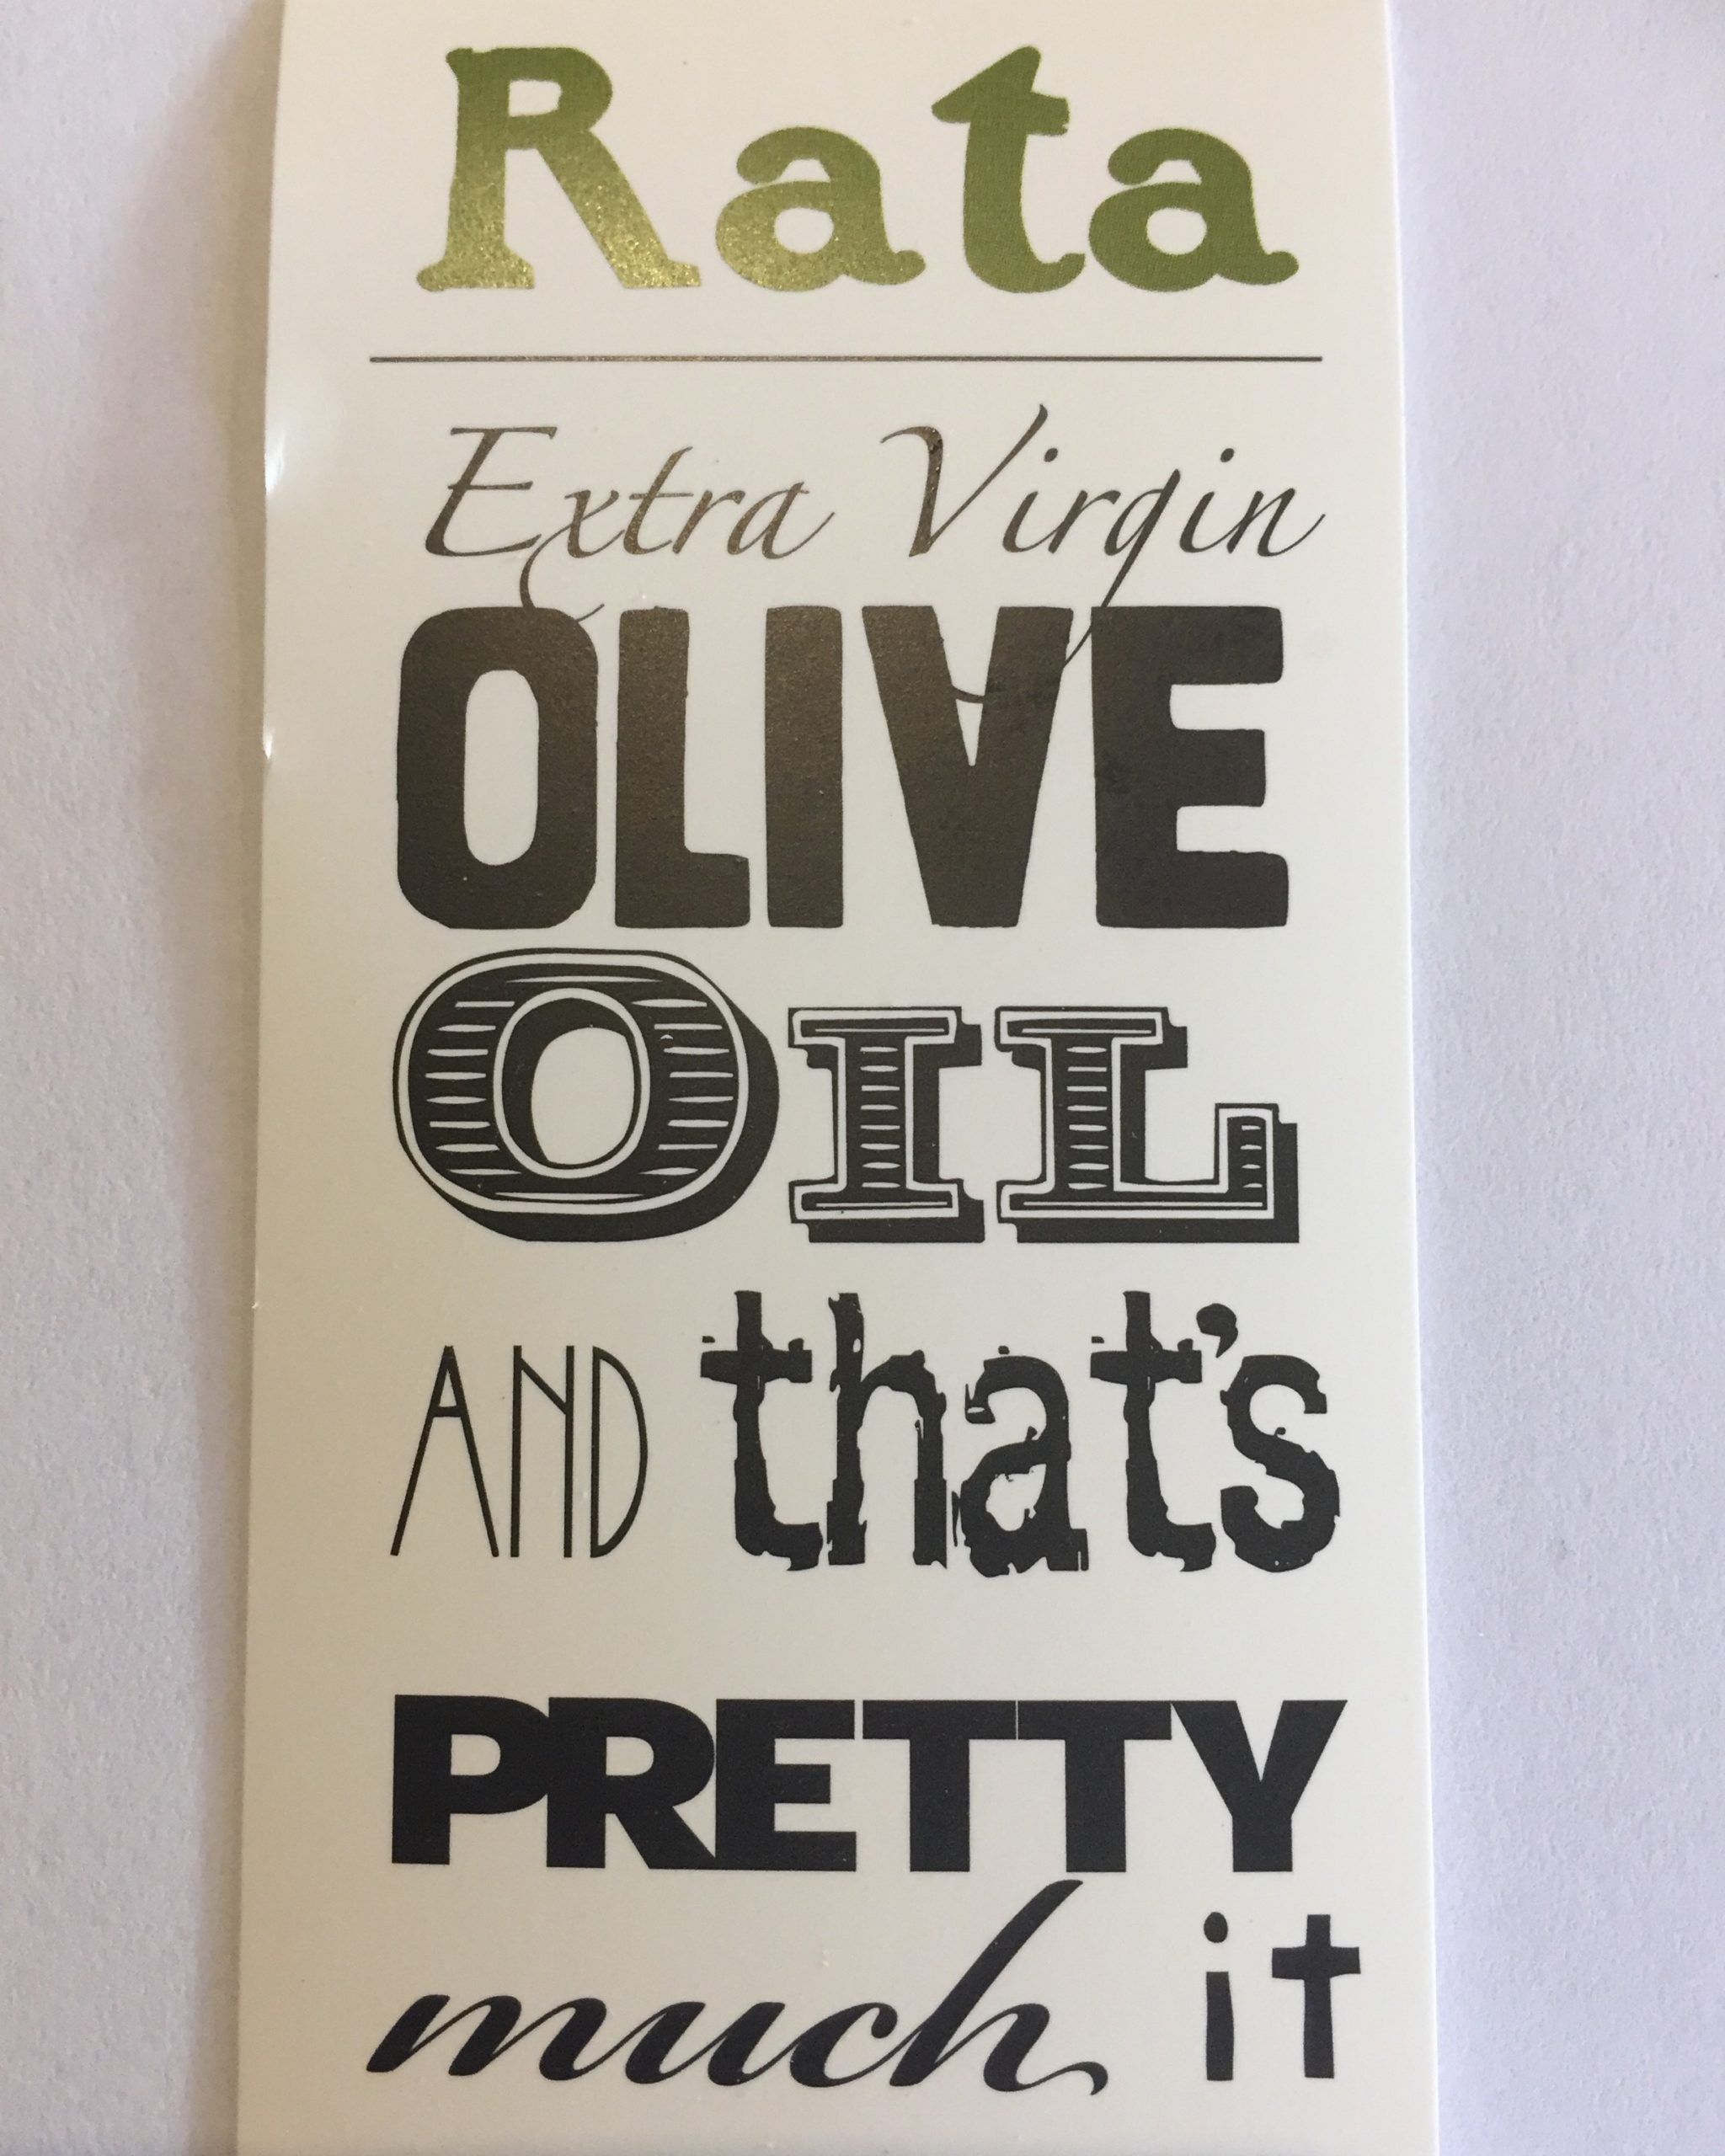 Rata
Extra Virgin
OLIVE
OIL
AND that's
PRETTY
much it